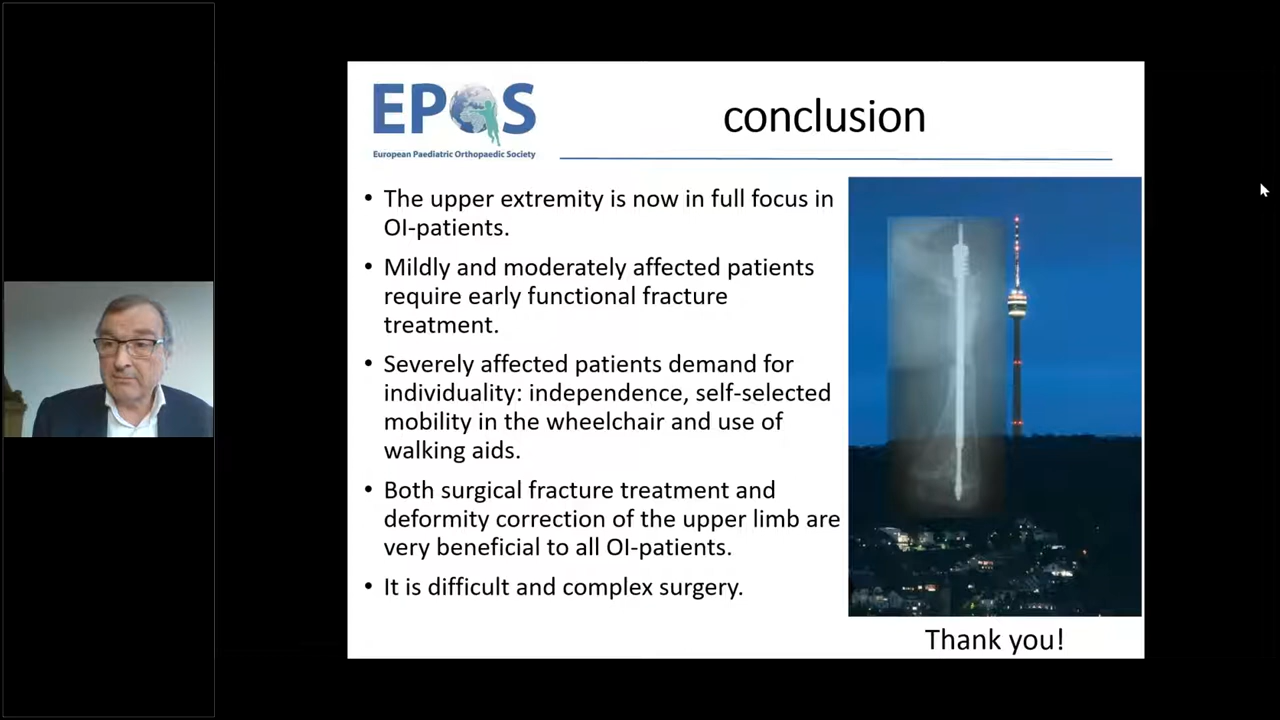 EPOS
European Paediatric Orthopaedic Society
conclusion
• The upper extremity is now in full focus in
OI-patients.
• Mildly and moderately affected patients
require early functional fracture
treatment.
• Severely affected patients demand for
individuality: independence, self-selected
mobility in the wheelchair and use of
walking aids.
• Both surgical fracture treatment and
deformity correction of the upper limb are
very beneficial to all OI-patients.
• It is difficult and complex surgery.
Thank you!